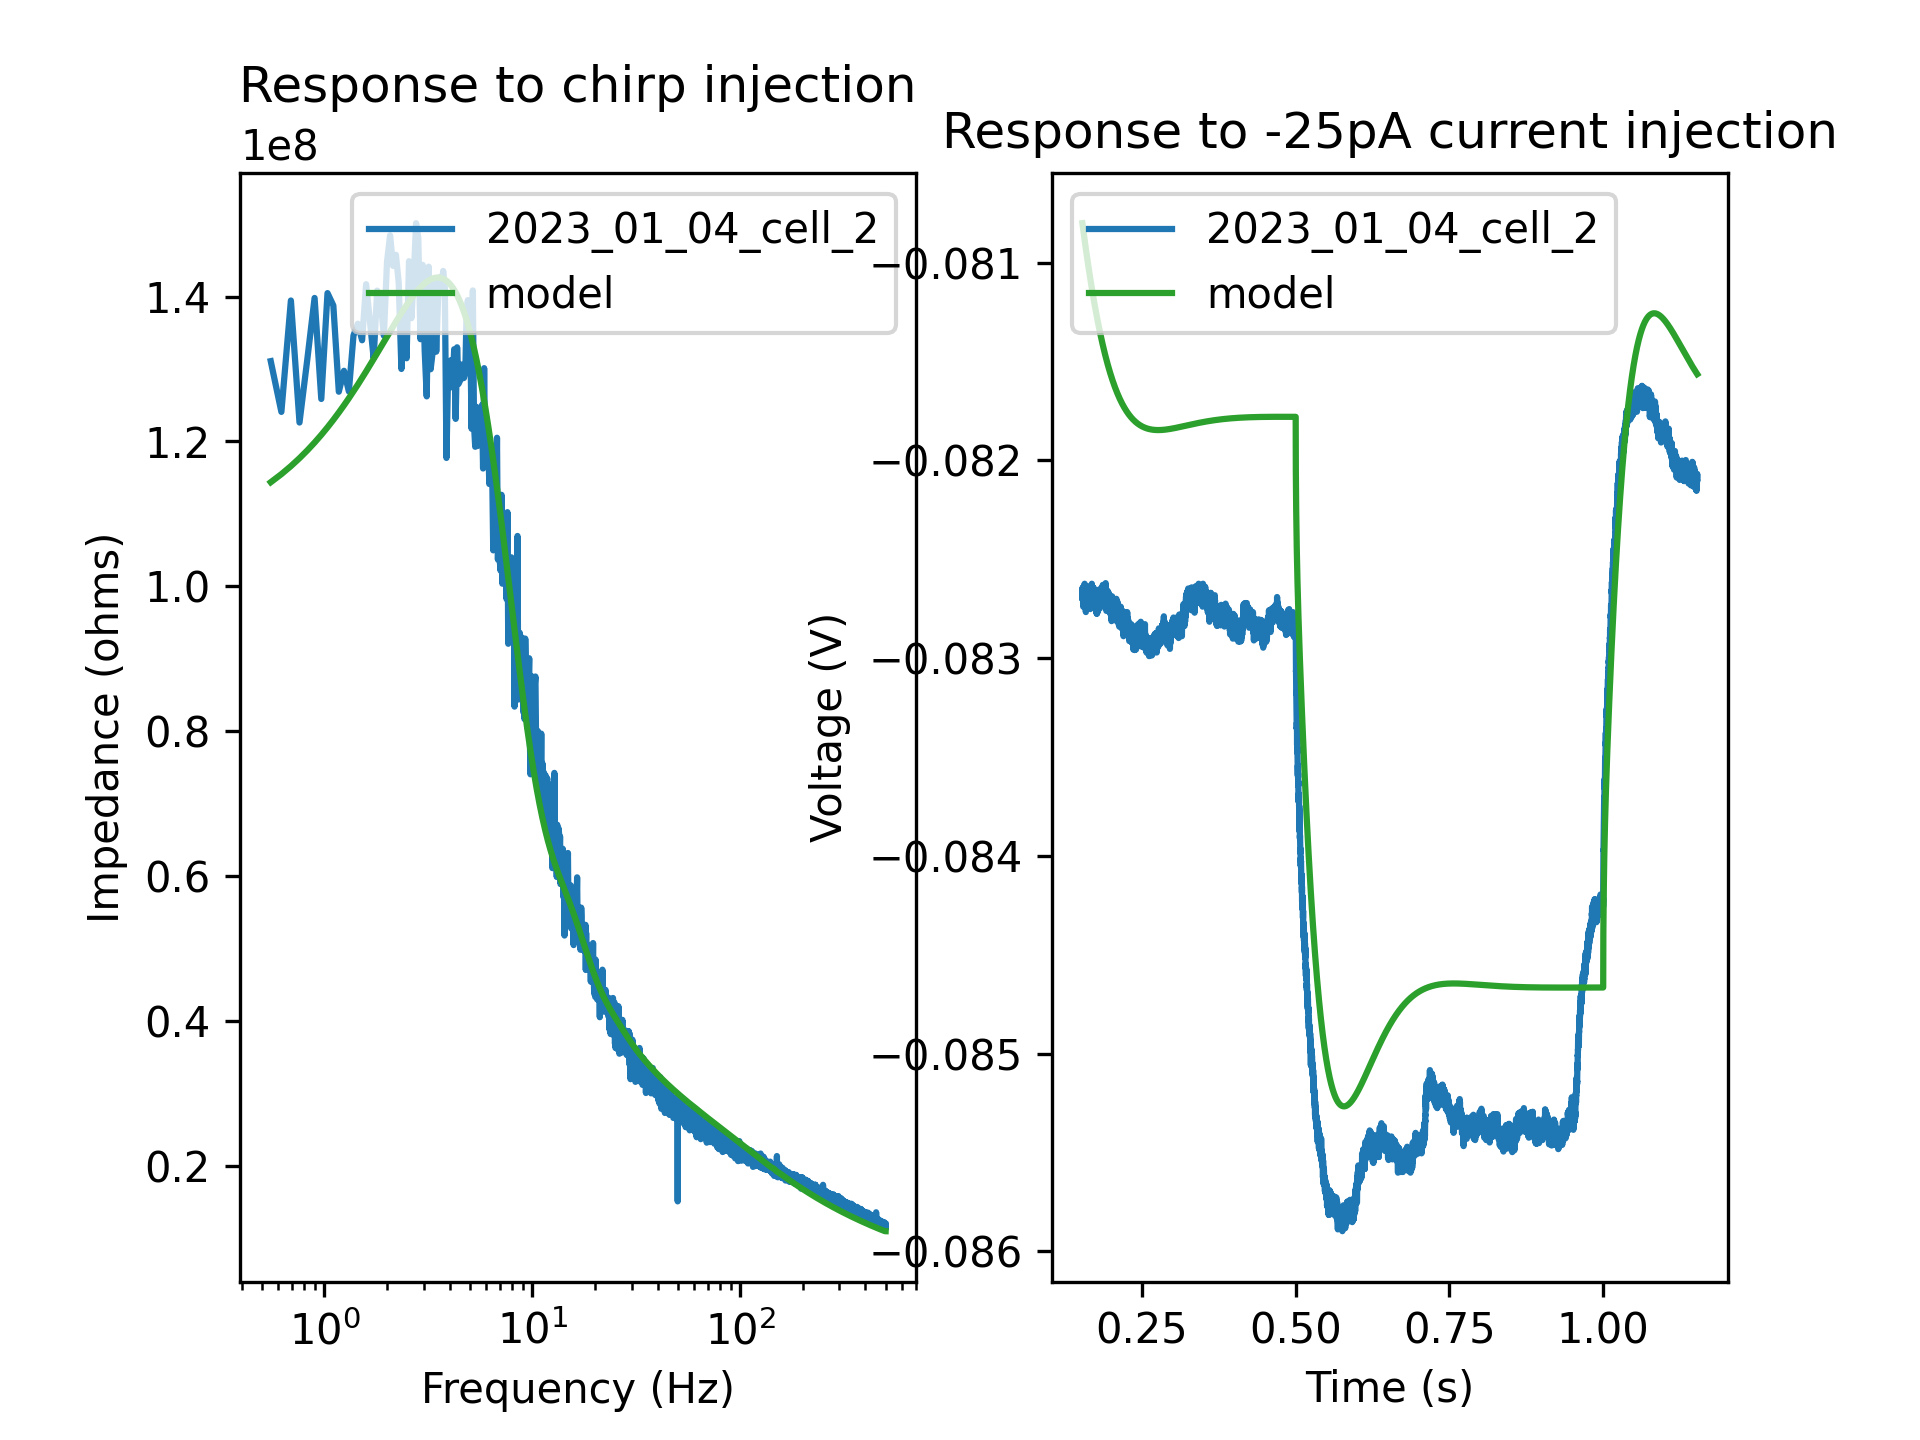 Response to chirp injection
1e8
2023_01_04_cell_2
model
1.4
1.2
1.0
0.8
0.6
0.4
0.2
Impedance (ohms)
10⁰
10¹
10²
Frequency (Hz)
Response to -25pA current injection
2023_01_04_cell_2
model
−0.081
−0.082
−0.083
−0.084
−0.085
−0.086
Voltage (V)
0.25
0.50
0.75
1.00
Time (s)